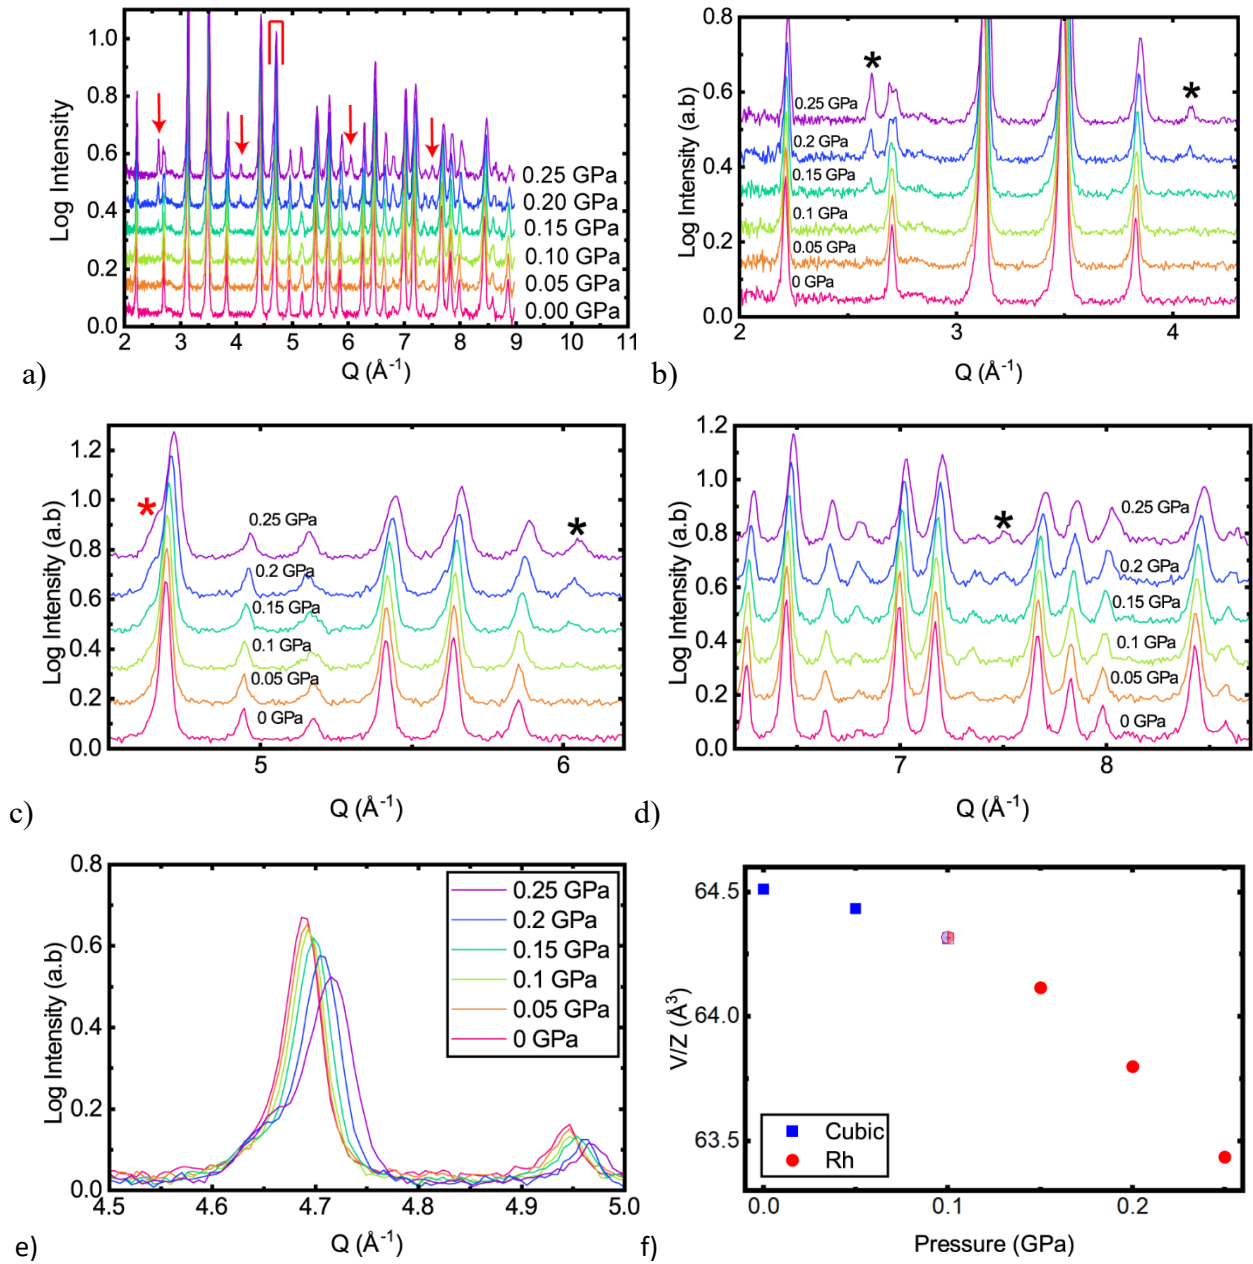 1.0
0.8
0.6
0.4
0.2
0.0
Log Intensity
0.25 GPa
0.20 GPa
0.15 GPa
0.10 GPa
0.05 GPa
0.00 GPa
2 3 4 5 6 7 8 9 10 11
Q (Å⁻¹)
a)
0.8
0.6
0.4
0.2
0.0
Log Intensity (a.b)
*
*
0.25 GPa
0.2 GPa
0.15 GPa
0.1 GPa
0.05 GPa
0 GPa
2 3 4
Q (Å⁻¹)
b)
1.2
1.0
0.8
0.6
0.4
0.2
0.0
Log Intensity (a.b)
*
*
0.25 GPa
0.2 GPa
0.15 GPa
0.1 GPa
0.05 GPa
0 GPa
5 6
Q (Å⁻¹)
c)
1.2
1.0
0.8
0.6
0.4
0.2
0.0
Log Intensity (a.b)
*
0.25 GPa
0.2 GPa
0.15 GPa
0.1 GPa
0.05 GPa
0 GPa
7 8
Q (Å⁻¹)
d)
0.8
0.6
0.4
0.2
0.0
Log Intensity (a.b)
0.25 GPa
0.2 GPa
0.15 GPa
0.1 GPa
0.05 GPa
0 GPa
4.5 4.6 4.7 4.8 4.9 5.0
Q (Å⁻¹)
e)
64.5
64.0
63.5
V/Z (Å³)
Cubic
Rh
0.0 0.1 0.2
Pressure (GPa)
f)